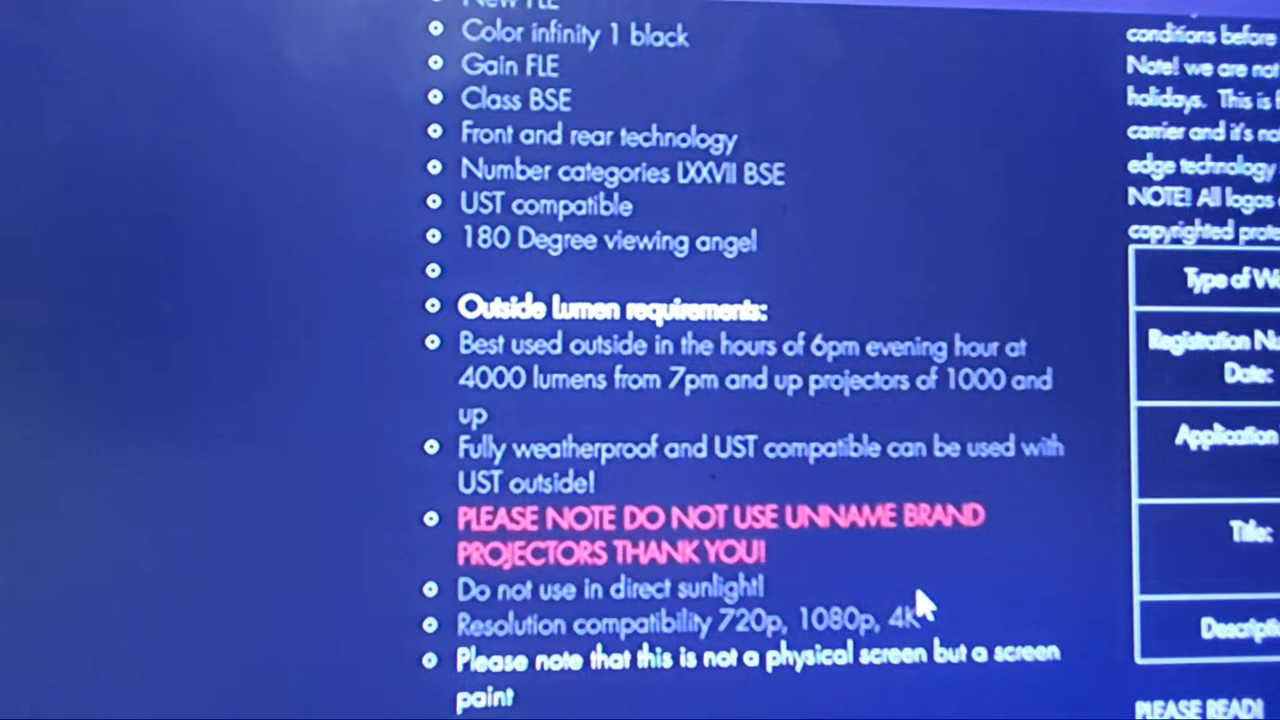 New FLE
Color infinity 1 black
Gain FLE
Class BSE
Front and rear technology
Number categories LXXVII BSE
UST compatible
180 Degree viewing angel
Outside Lumen requirements:
Best used outside in the hours of 6pm evening hour at
4000 lumens from 7pm and up projectors of 1000 and
up
Fully weatherproof and UST compatible can be used with
UST outside!
PLEASE NOTE DO NOT USE UNNAME BRAND
PROJECTORS THANK YOU!
Do not use in direct sunlight!
Resolution compatibility 720p, 1080p, 4K
Please note that this is not a physical screen but a screen
paint
conditions before
Note! we are not
holidays. This is
carrier and it's
edge technology
NOTE! All logos
copyrighted
Type of
Registration
Date:
Application
Title:
PLEASE READ!